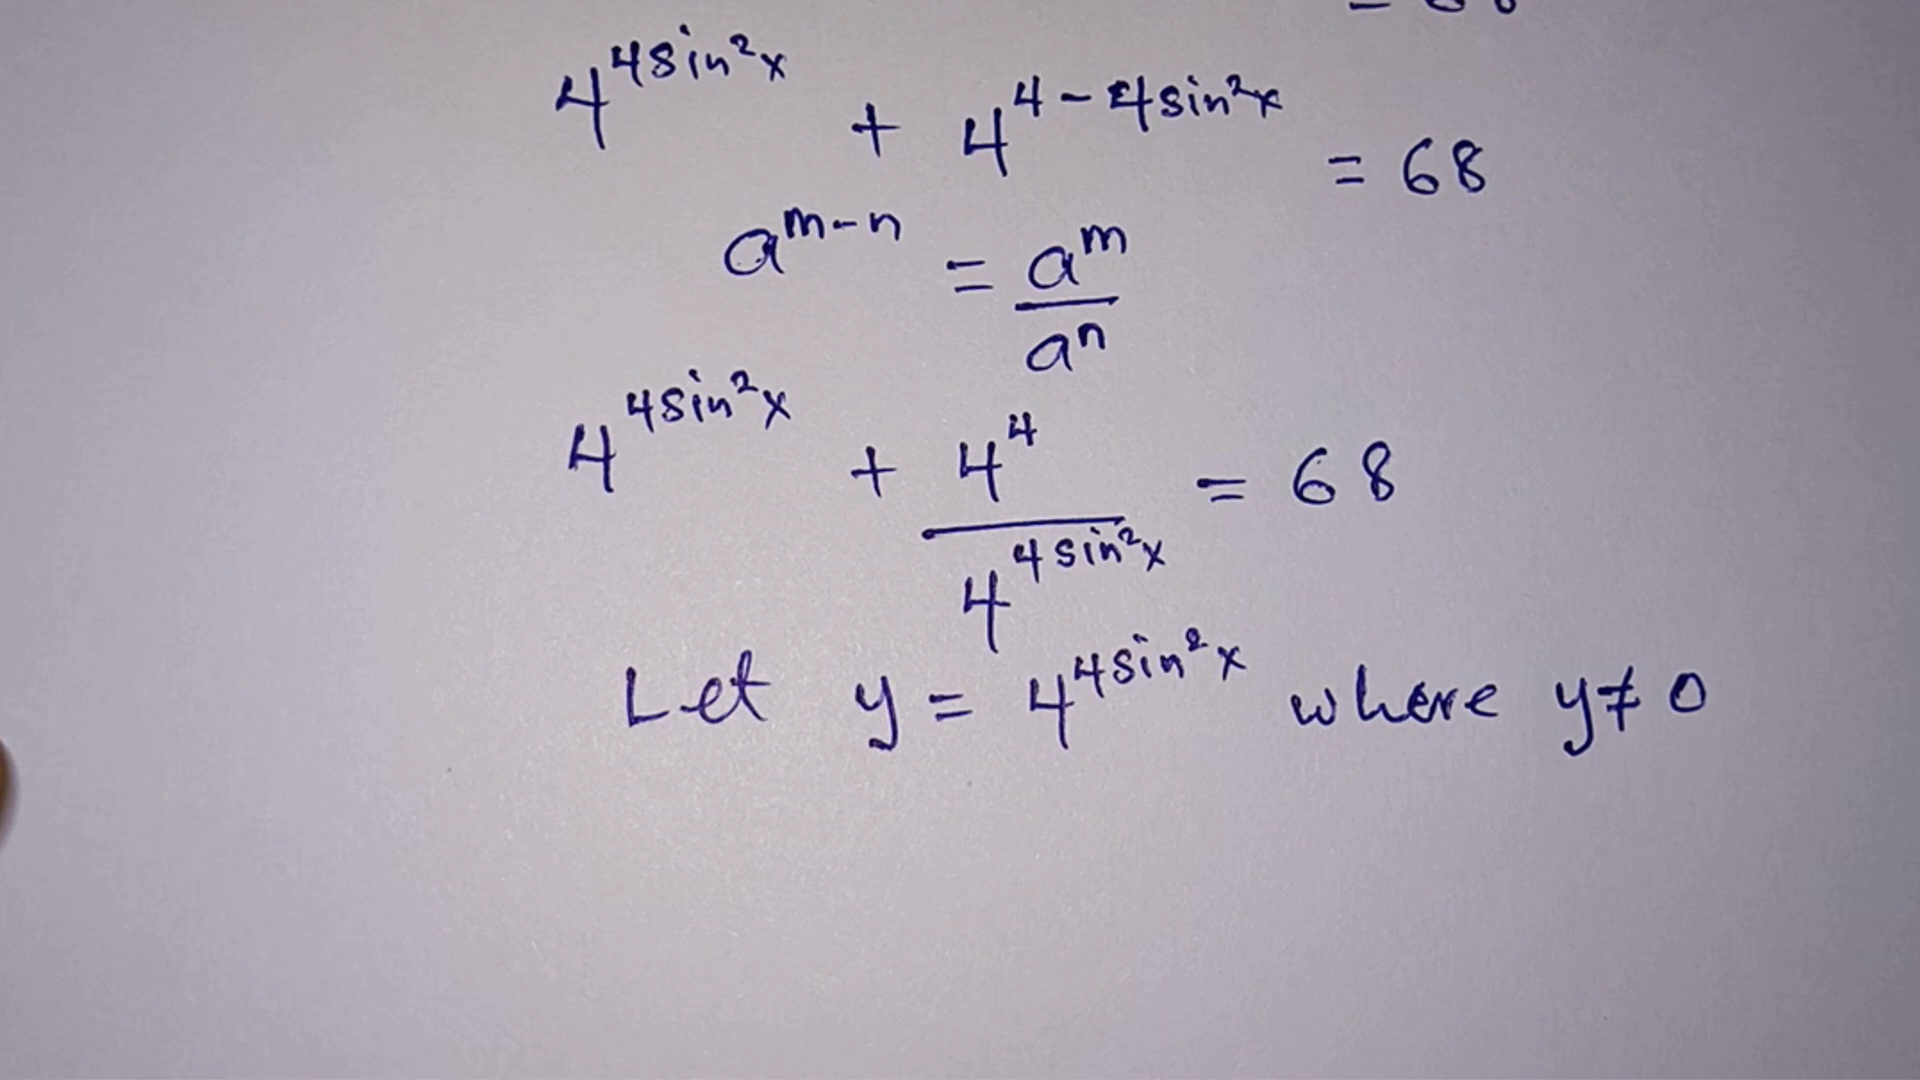 4^{4sin²x} + 4^{4-4sin²x} = 68
a^{m-n} = a^m/a^n
4^{4sin²x} + 4^4/4^{4sin²x} = 68
Let y = 4^{4sin²x} where y≠0